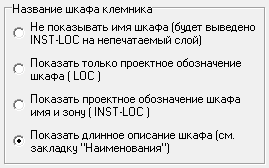 Название шкафа клемника
Не показывать имя шкафа (будет выведено
INST-LOC на непечатаемый слой)
Показать только проектное обозначение
шкафа ( LOC )
Показать проектное обозначение шкафа
имя и зону ( INST-LOC )
Показать длинное описание шкафа (см.
закладку "Наименования")